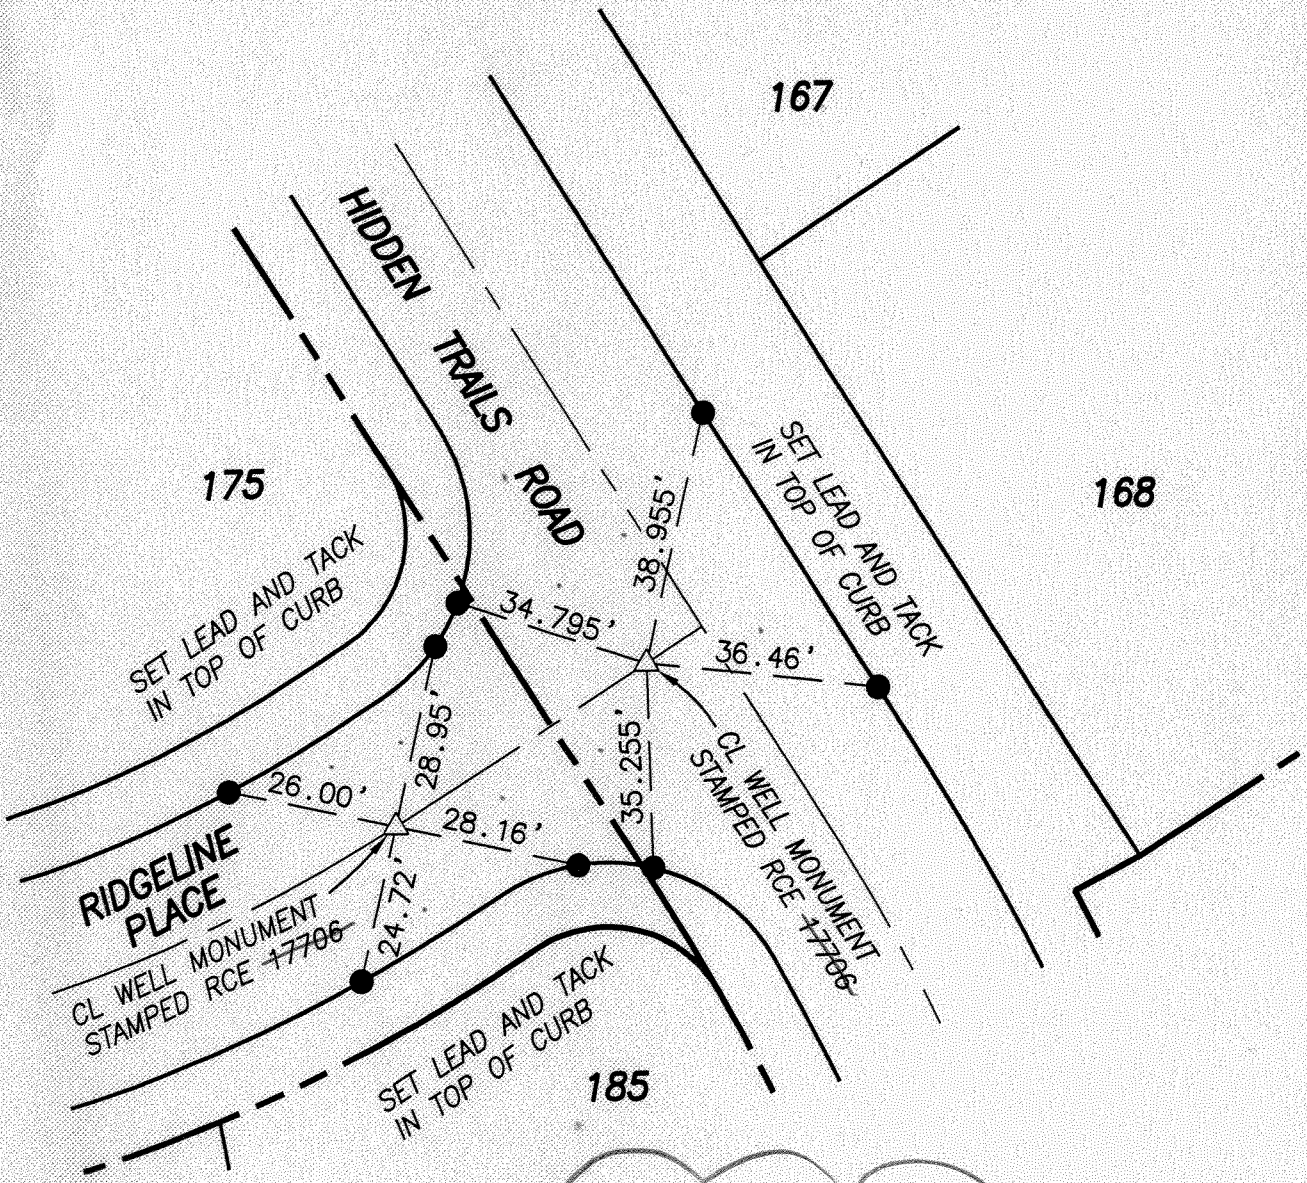 167
HIDDEN TRAILS ROAD
175
168
SET LEAD AND TACK
IN TOP OF CURB
SET LEAD AND TACK
IN TOP OF CURB
38.955'
34.795'
36.46'
28.95'
35.255'
26.00'
28.16'
24.72'
RIDGELINE
PLACE
CL WELL MONUMENT
STAMPED RCE 17706
CL WELL MONUMENT
STAMPED RCE 17706
SET LEAD AND TACK
IN TOP OF CURB
185